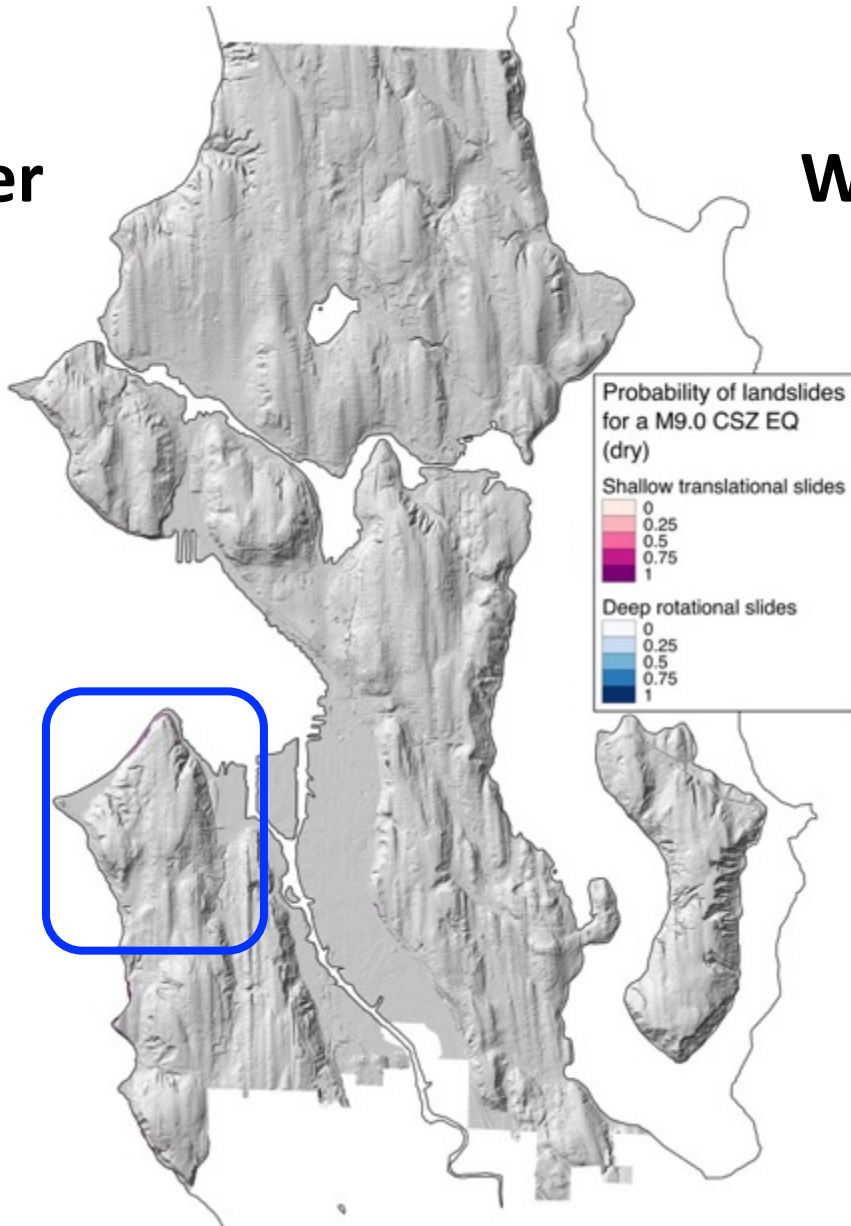 er
W
Probability of landslides
for a M9.0 CSZ EQ
(dry)
Shallow translational slides
0
0.25
0.5
0.75
1
Deep rotational slides
0
0.25
0.5
0.75
1